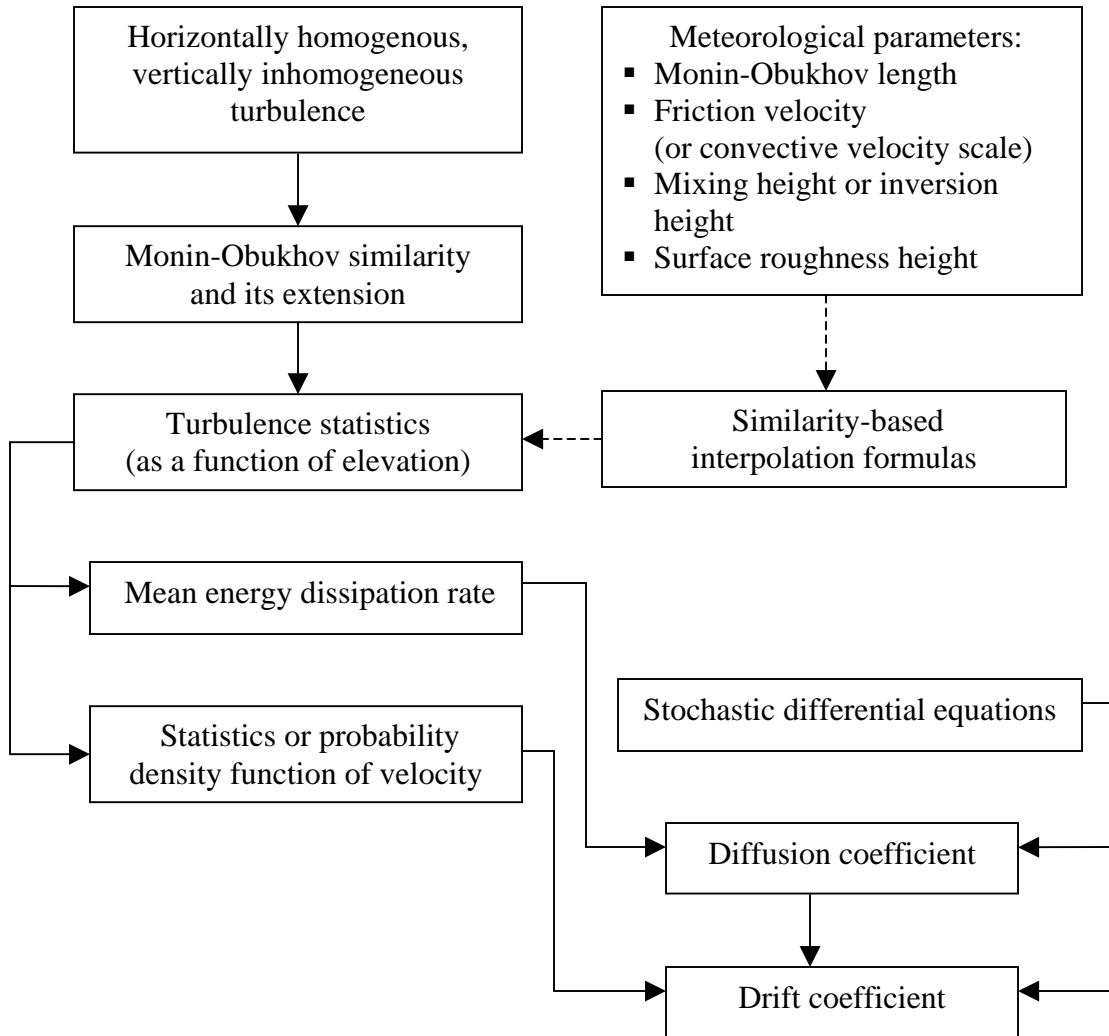 Horizontally homogenous,
vertically inhomogeneous
turbulence
Meteorological parameters:
▪ Monin-Obukhov length
▪ Friction velocity
(or convective velocity scale)
▪ Mixing height or inversion
height
▪ Surface roughness height
Monin-Obukhov similarity
and its extension
Turbulence statistics
(as a function of elevation)
Similarity-based
interpolation formulas
Mean energy dissipation rate
Stochastic differential equations
Statistics or probability
density function of velocity
Diffusion coefficient
Drift coefficient